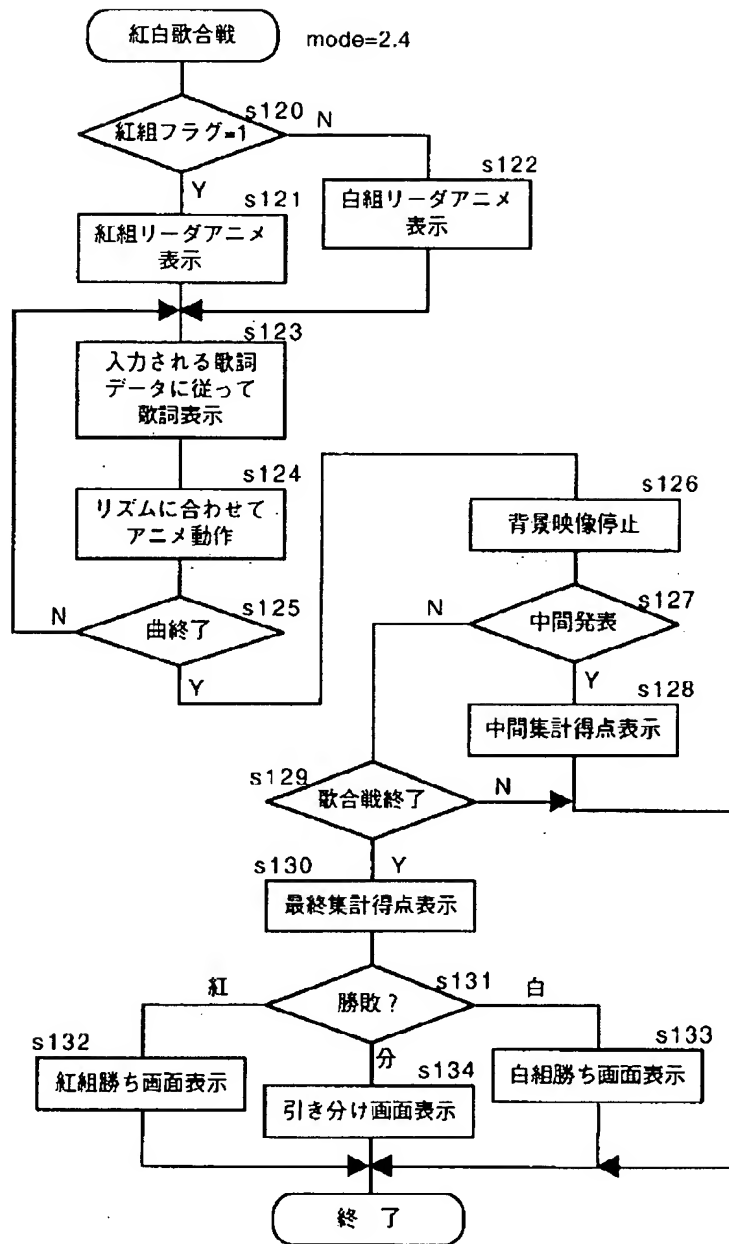 紅白歌合戦
mode=2.4
s120
紅組フラグ=1
N
Y
s122
s121
白組リーダアニメ
表示
紅組リーダアニメ
表示
s123
入力される歌詞
データに従って
歌詞表示
s124
リズムに合わせて
アニメ動作
s126
背景映像停止
N
s125
曲終了
Y
N
s127
中間発表
Y
s128
中間集計得点表示
s129
歌合戦終了
N
Y
s130
最終集計得点表示
紅
s131
勝敗?
白
分
s132
紅組勝ち画面表示
s134
引き分け画面表示
s133
白組勝ち画面表示
終 了